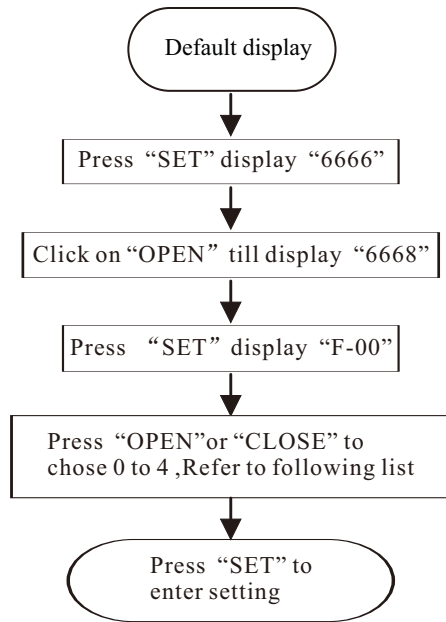 Default display
Press “SET” display “6666”
Click on “OPEN” till display “6668”
Press “SET” display “F-00”
Press “OPEN”or “CLOSE” to
chose 0 to 4 ,Refer to following list
Press “SET” to
enter setting